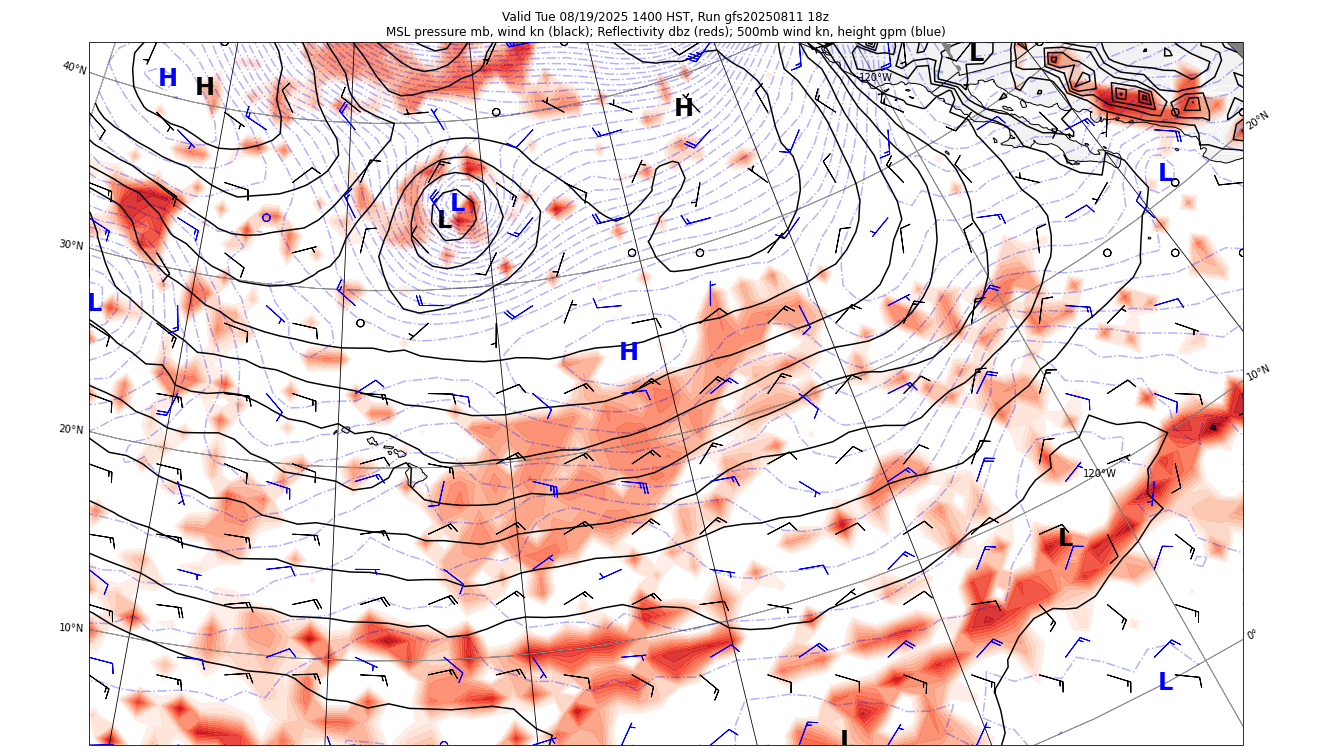 Valid Tue 08/19/2025 1400 HST, Run gfs20250811 18z
MSL pressure mb, wind kn (black); Reflectivity dbz (reds); 500mb wind kn, height gpm (blue)
L
40°N
H
H
120°W
H
20°N
L
L
L
30°N
L
H
10°N
20°N
120°W
L
10°N
0°
L
L